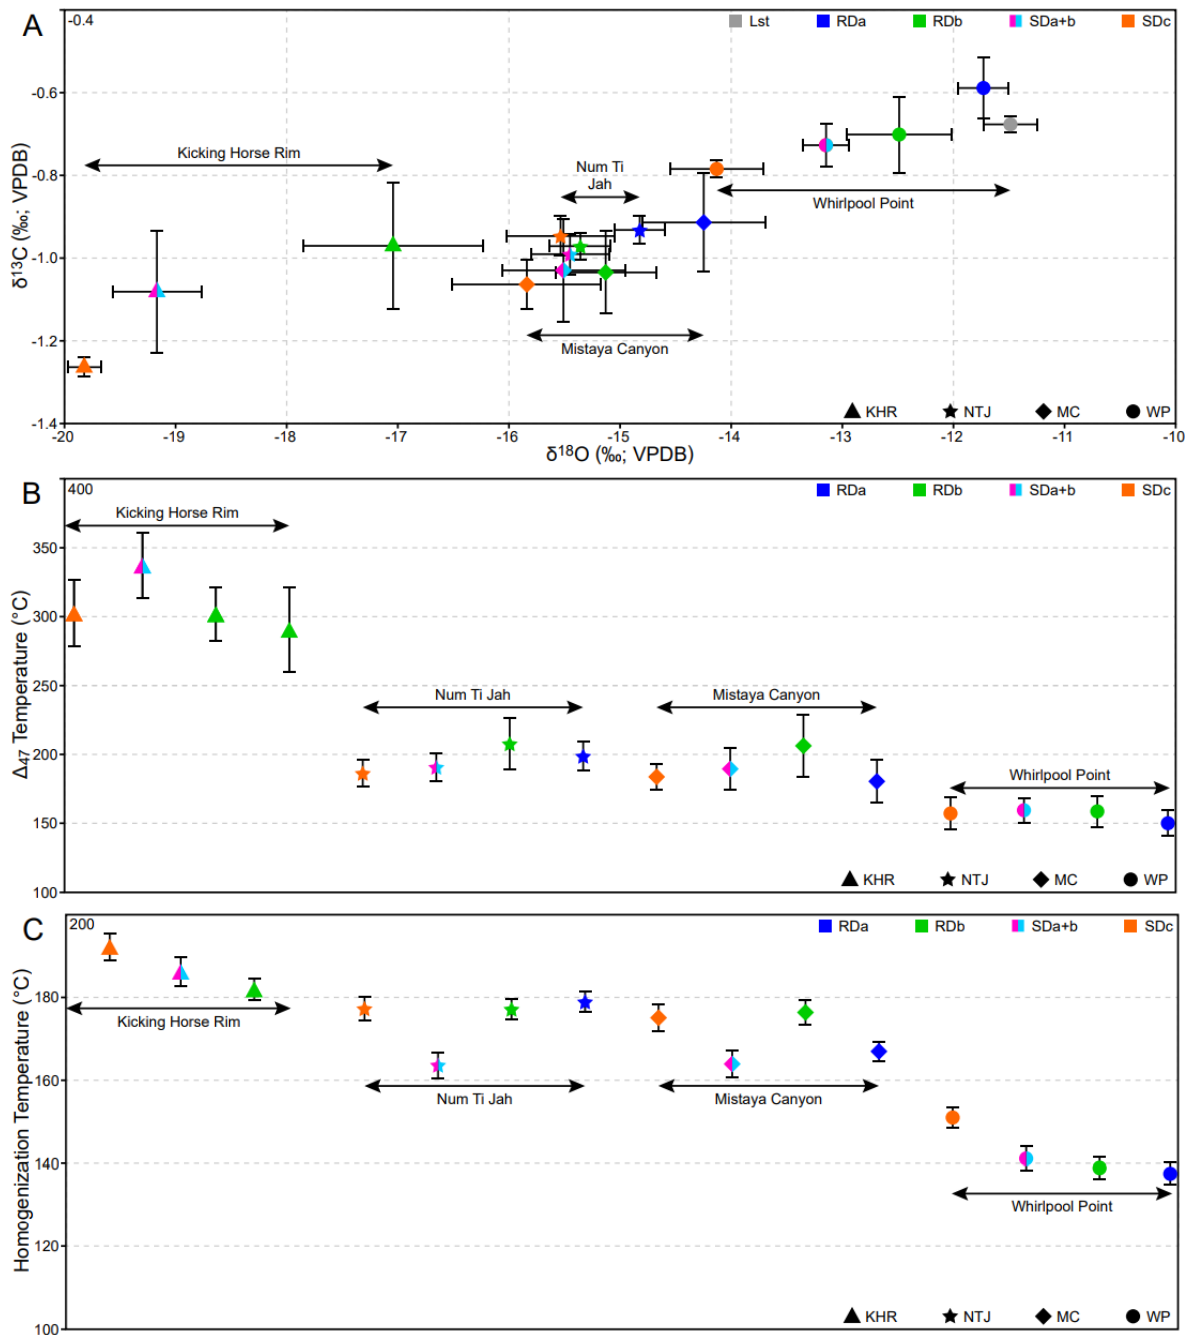 A
-0.4
Lst
RDa
RDb
SDa+b
SDc
-0.6
Kicking Horse Rim
Num Ti
Jah
-0.8
Whirlpool Point
δ13C (‰; VPDB)
-1.0
-1.2
Mistaya Canyon
KHR
NTJ
MC
WP
-1.4
-20
-19
-18
-17
-16
-15
-14
-13
-12
-11
-10
δ18O (‰; VPDB)
B
400
RDa
RDb
SDa+b
SDc
Kicking Horse Rim
350
300
Δ47 Temperature (°C)
250
Num Ti Jah
Mistaya Canyon
200
Whirlpool Point
150
KHR
NTJ
MC
WP
100
C
200
RDa
RDb
SDa+b
SDc
180
Kicking Horse Rim
Homogenization Temperature (°C)
160
Num Ti Jah
Mistaya Canyon
140
Whirlpool Point
120
KHR
NTJ
MC
WP
100